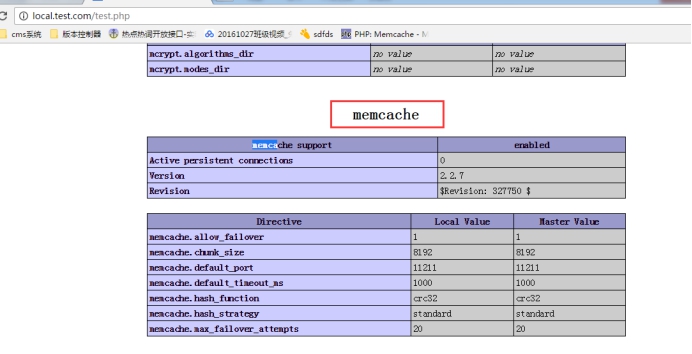 local.test.com/test.php
cms系统 版本控制器 热点热词开放接口-实 20161027班级视频_ sdfds PHP: Memcache - M
mcrypt.algorithms_dir no value no value
mcrypt.modes_dir no value no value
memcache
memcache support enabled
Active persistent connections 0
Version 2.2.7
Revision $Revision: 327750 $
Directive Local Value Master Value
memcache.allow_failover 1 1
memcache.chunk_size 8192 8192
memcache.default_port 11211 11211
memcache.default_timeout_ms 1000 1000
memcache.hash_function crc32 crc32
memcache.hash_strategy standard standard
memcache.max_failover_attempts 20 20